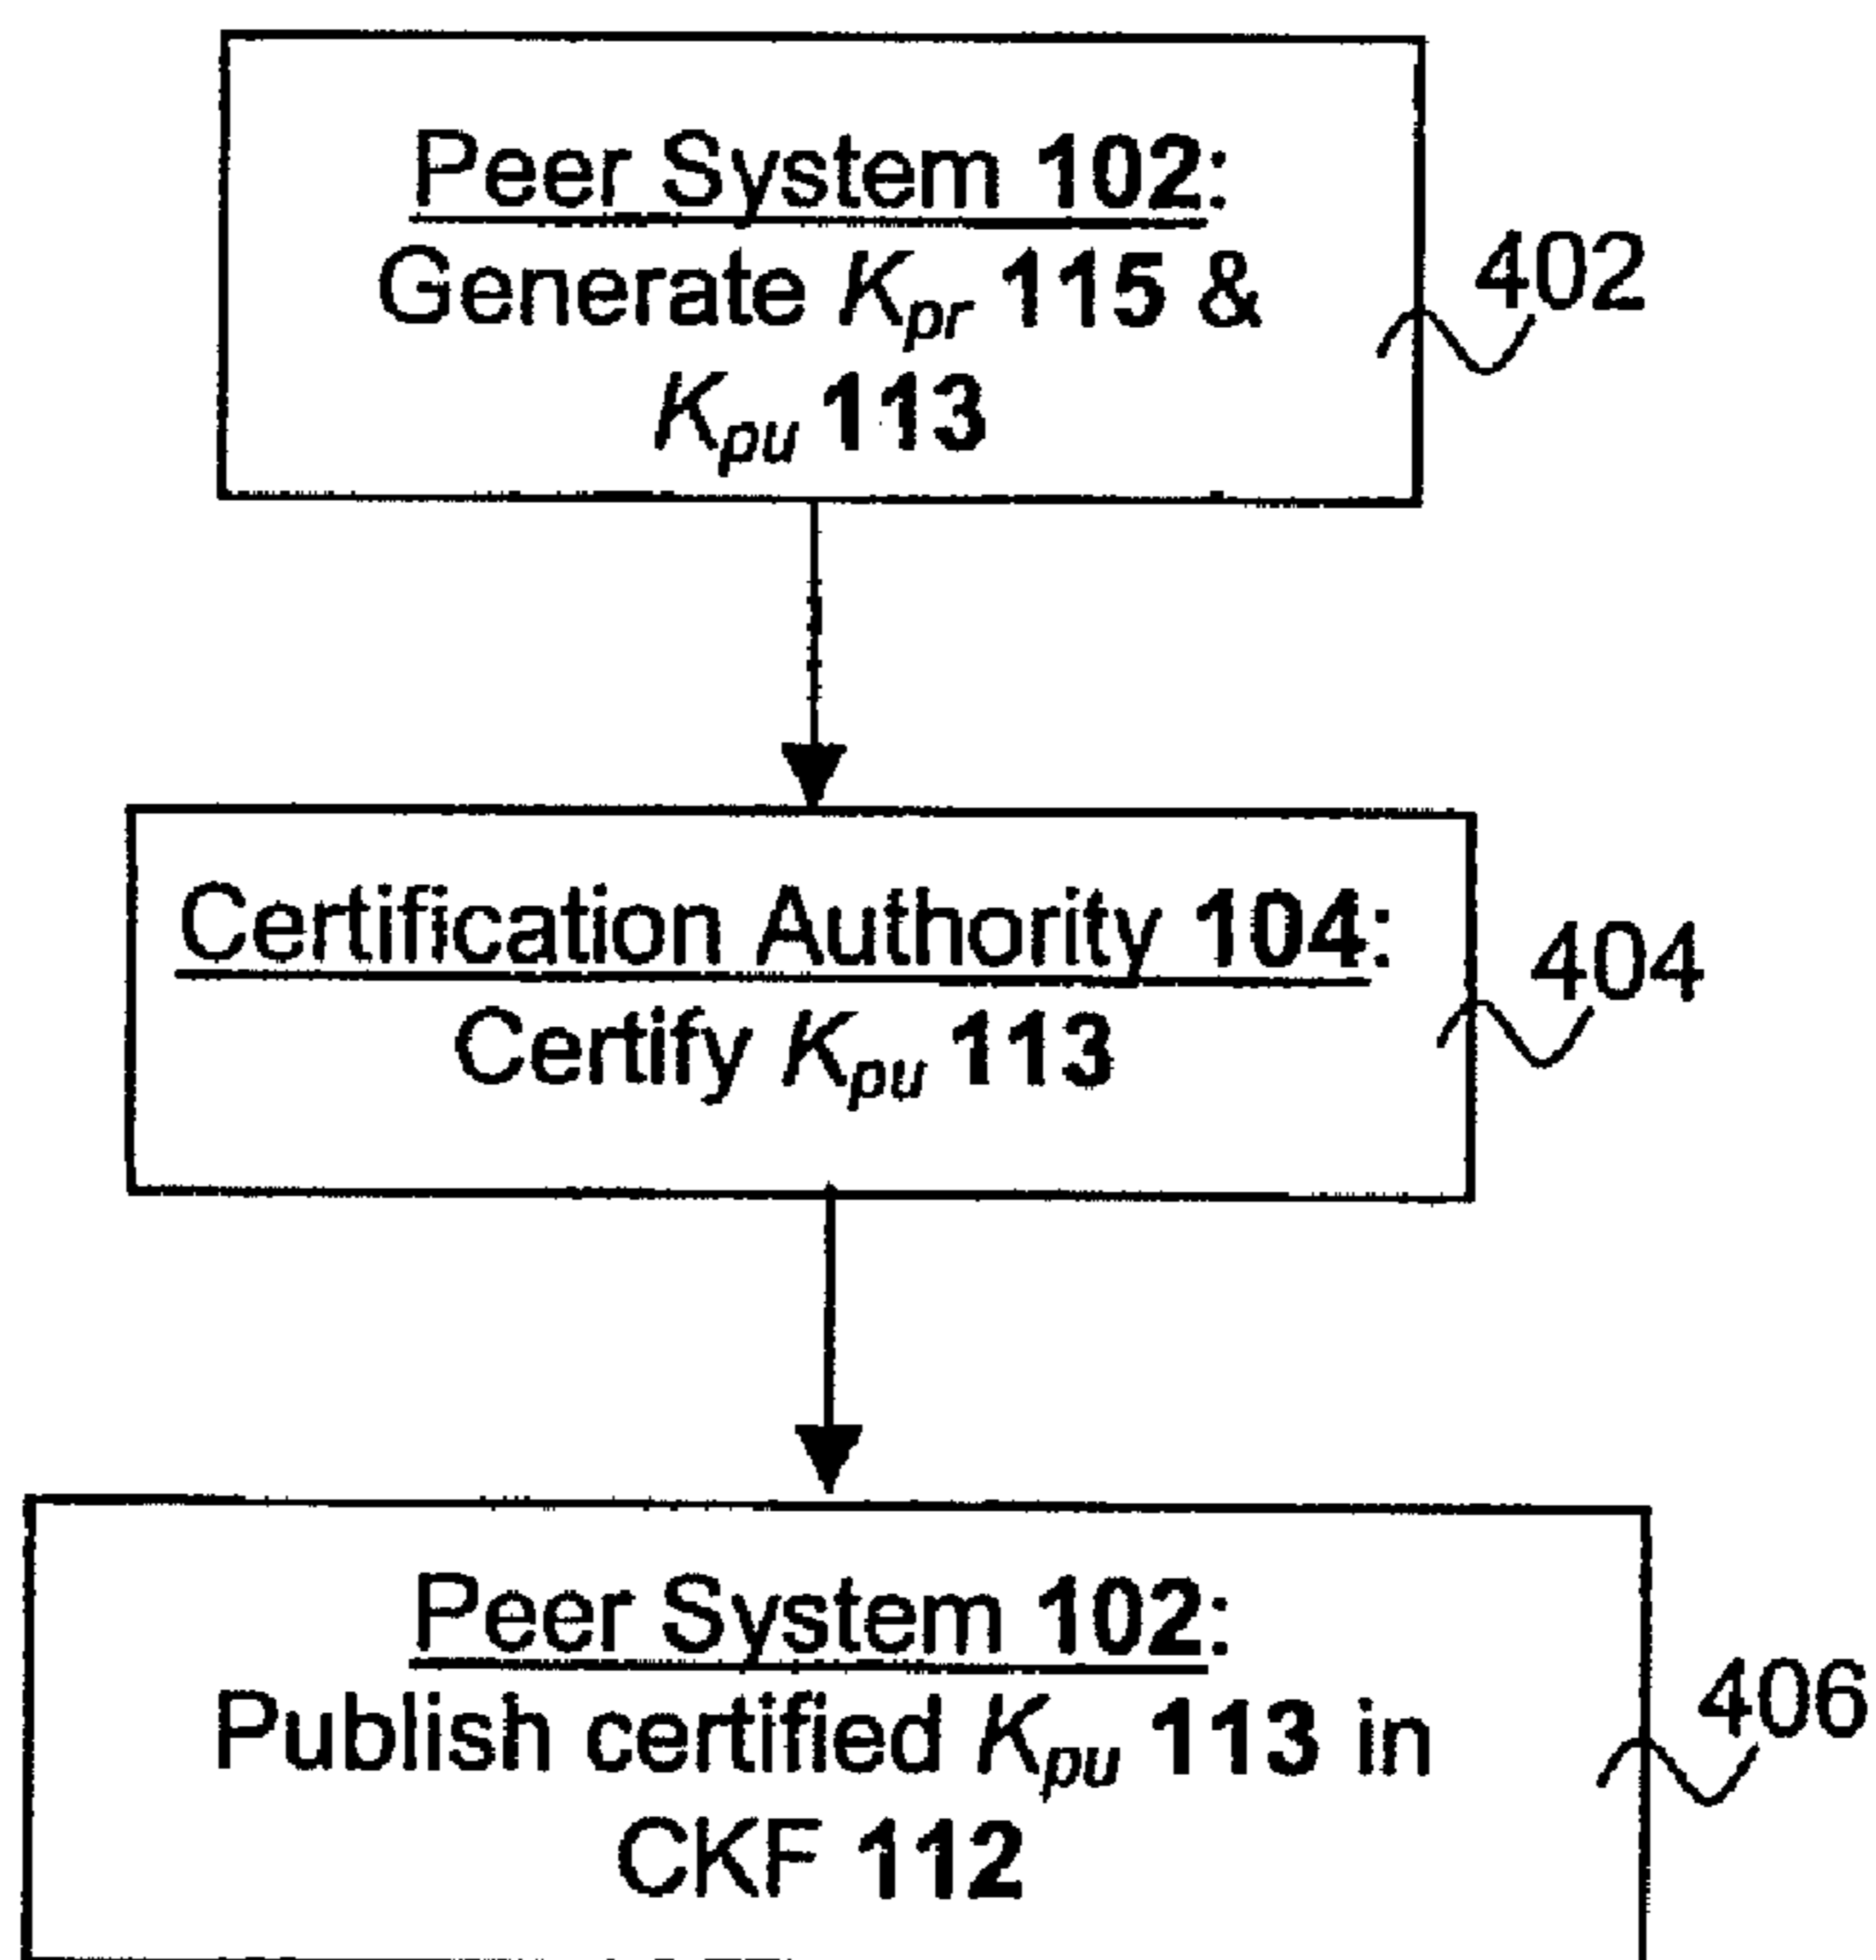 Peer System 102:
Generate Kpr 115 &
Kpu 113
402
Certification Authority 104:
Certify Kpu 113
404
Peer System 102:
Publish certified Kpu 113 in
CKF 112
406